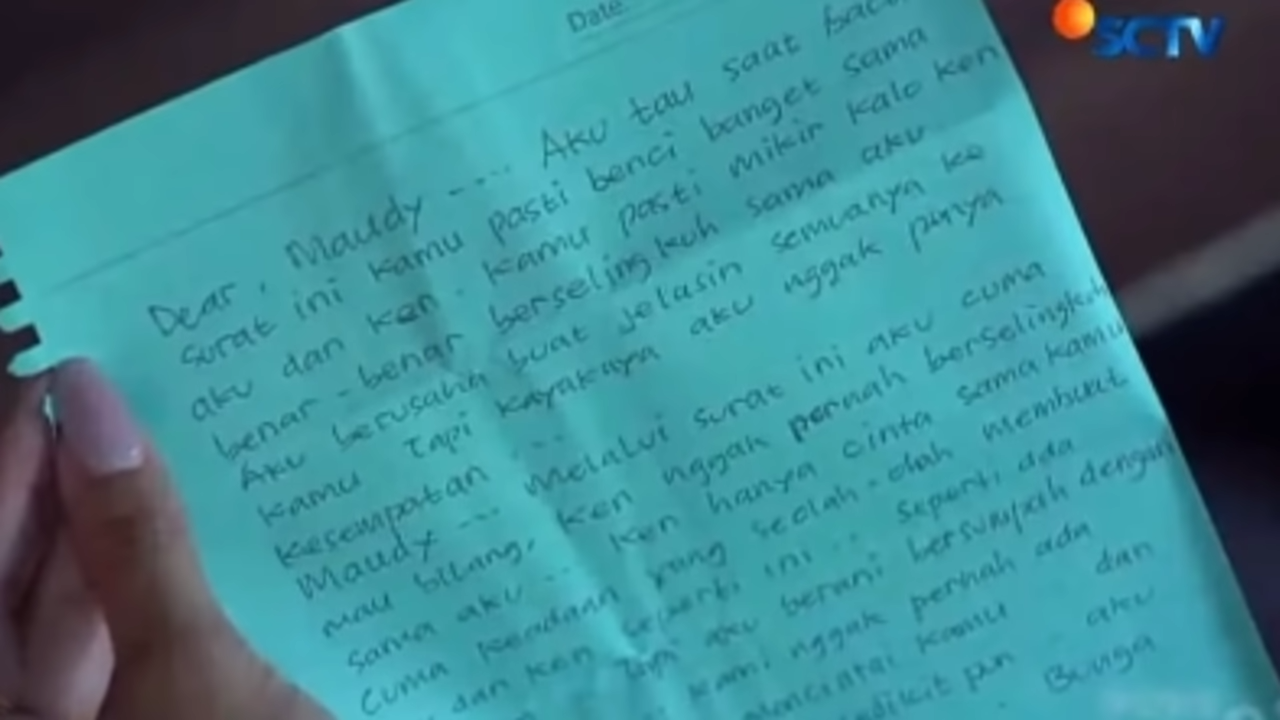 SCTV
Date
Dear, Maudy .... Aku tau saat baca
surat ini kamu pasti benci banget sama
aku dan ken. kamu pasti mikir kalo ken
benar-benar berselingkuh sama aku
Aku berusaha buat jelasin semuanya ke
kamu Tapi kayaknya aku nggak punya
kesempatan ...
Maudy --- Melalui surat ini aku cuma
mau bilang, ken nggak pernah berselingkuh
sama aku... ken hanya cinta sama kamu
cuma keadaan yang seolah-olah membuat
dan ken seperti ini .. seperti ada
Tapi aku berani bersumpah dengan
kami nggak pernah ada
mencintai kamu dan
sedikit pun aku
Bunga